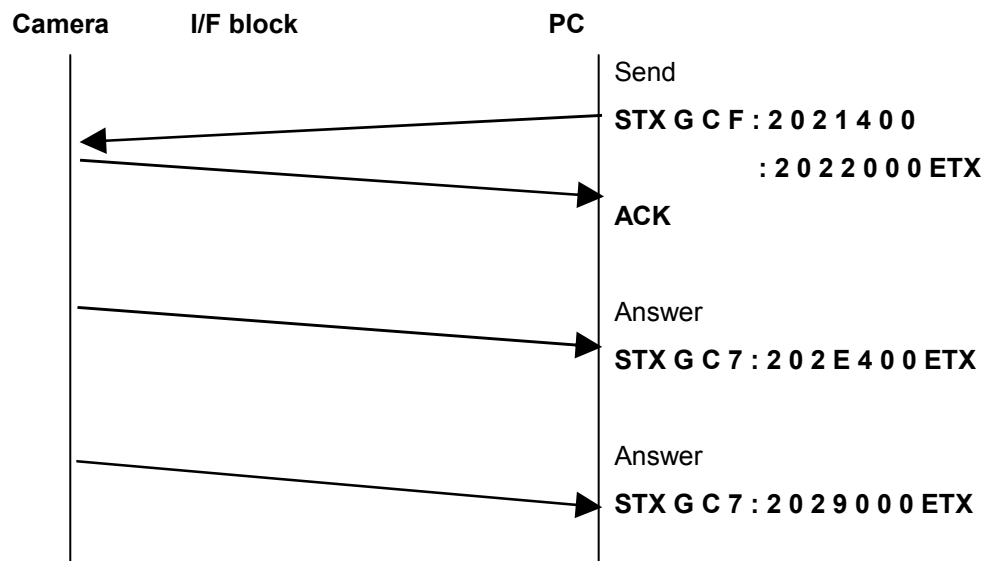 Camera I/F block PC
Send
STX G C F : 2 0 2 1 4 0 0
: 2 0 2 2 0 0 0 ETX
ACK
Answer
STX G C 7 : 2 0 2 E 4 0 0 ETX
Answer
STX G C 7 : 2 0 2 9 0 0 0 ETX